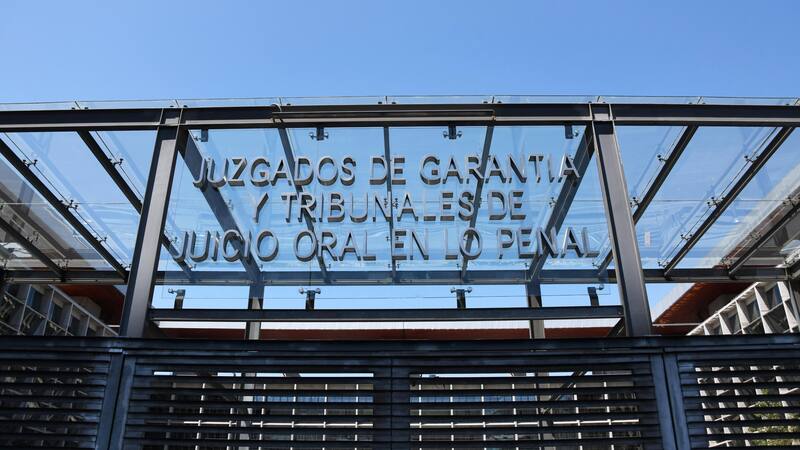 JUZGADOS DE GARANTIA
Y TRIBUNALES DE
JUICIO ORAL EN LO PENAL